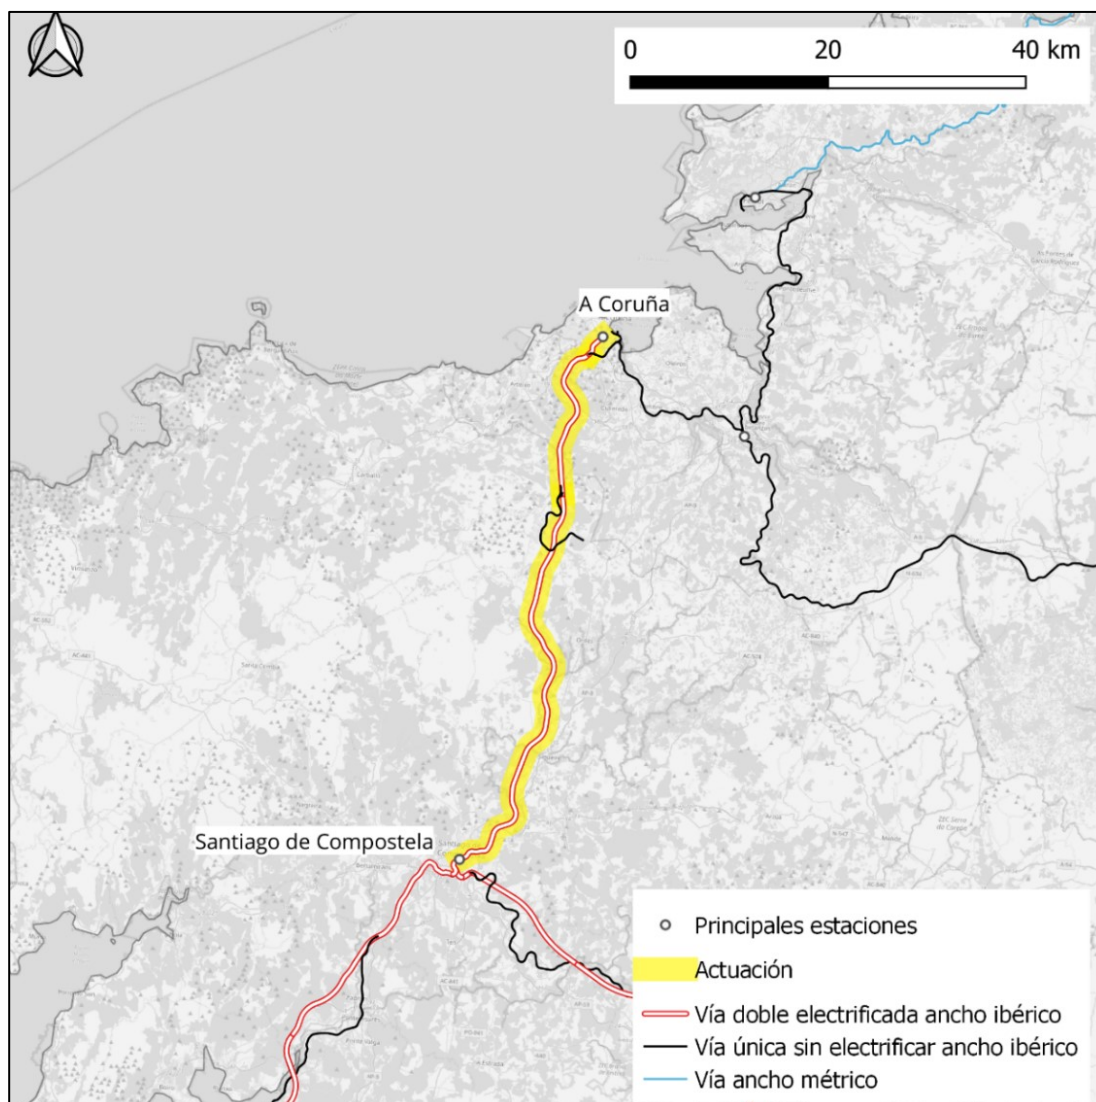 0 20 40 km
A Coruña
Santiago de Compostela
Principales estaciones
Actuación
Vía doble electrificada ancho ibérico
Vía única sin electrificar ancho ibérico
Vía ancho métrico